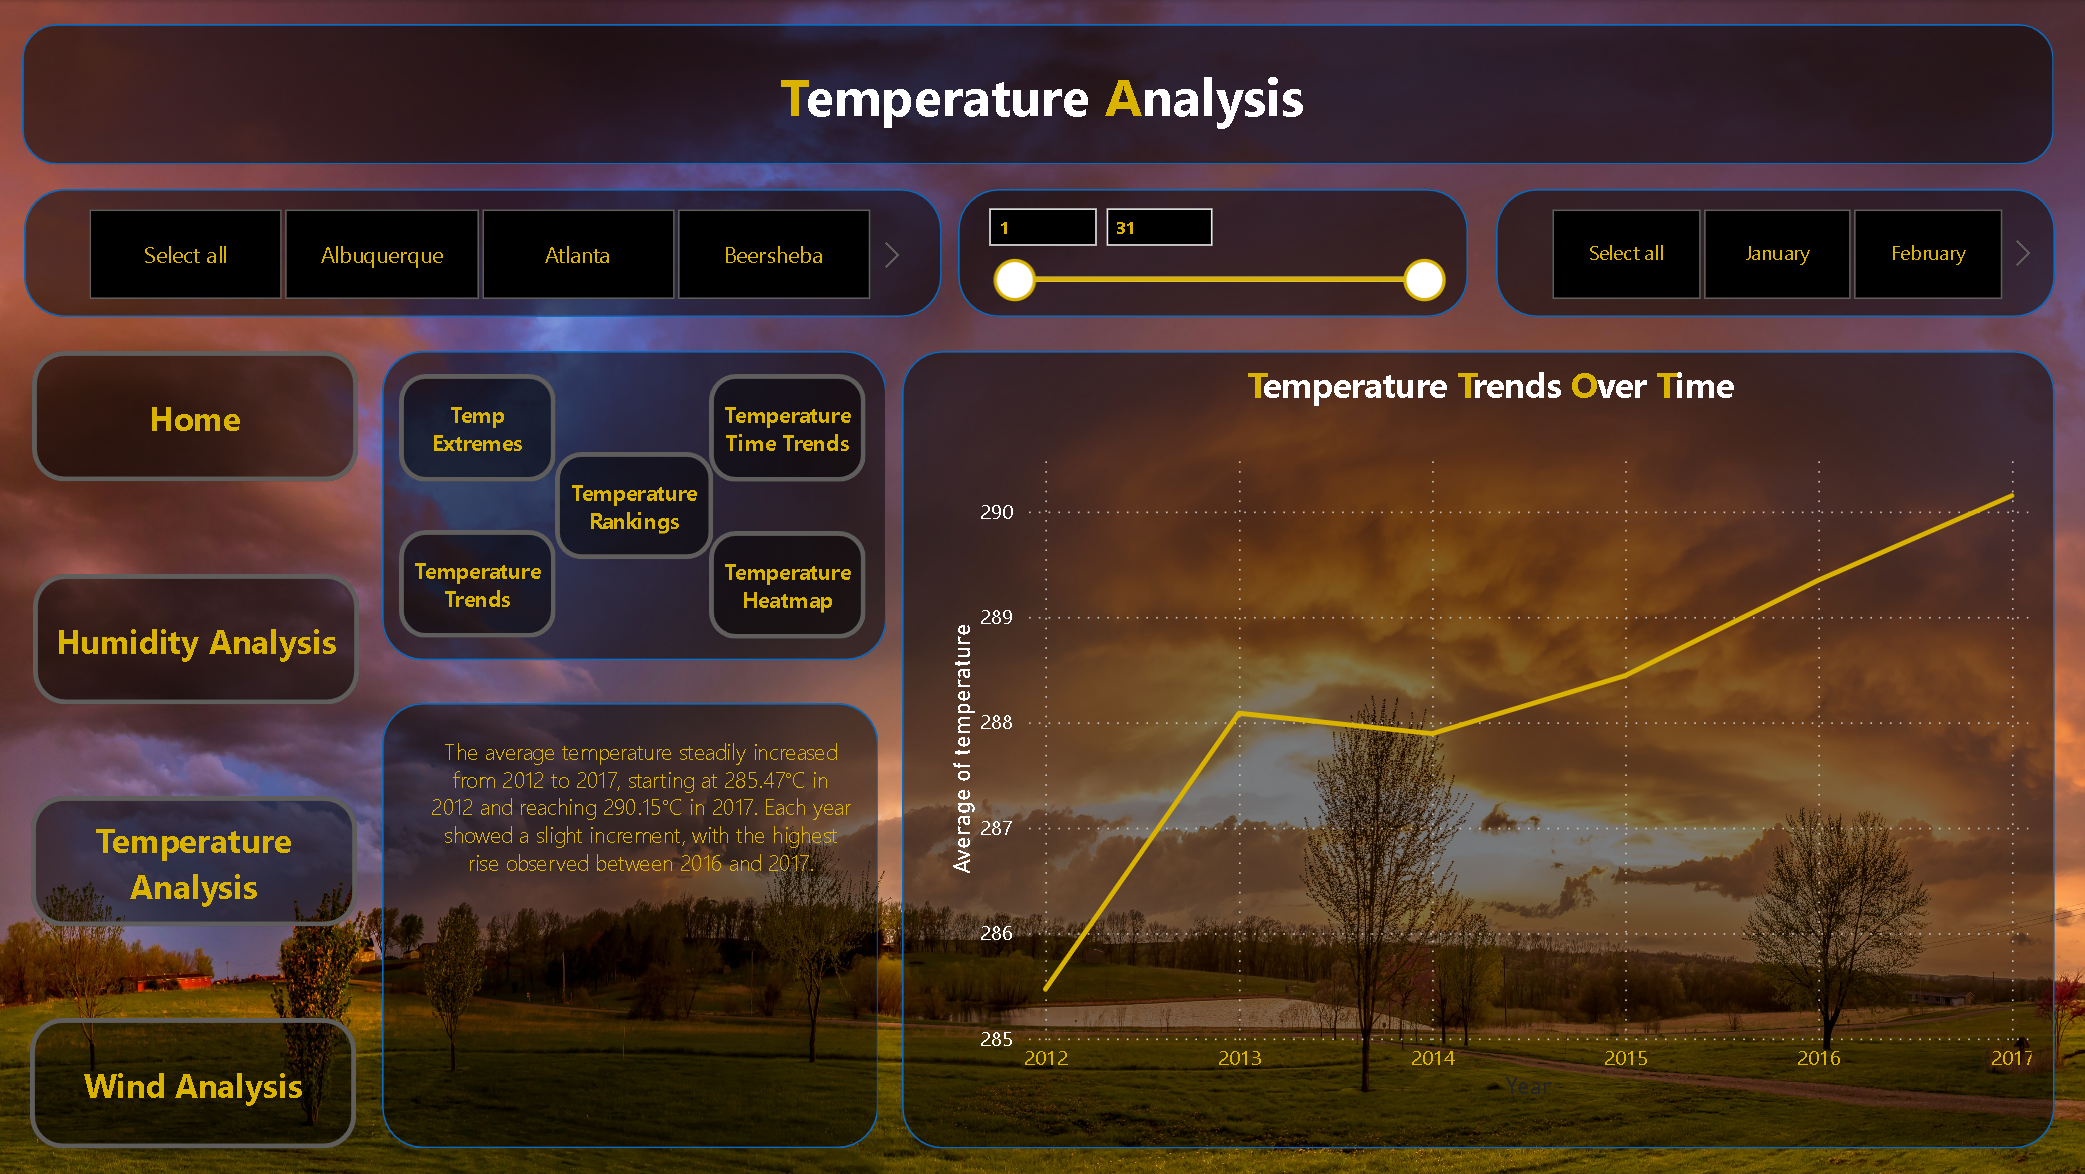 Temperature Analysis
Select all
Albuquerque
Atlanta
Beersheba
1
31
Select all
January
February
Home
Humidity Analysis
Temperature
Analysis
Wind Analysis
Temp
Extremes
Temperature
Time Trends
Temperature
Rankings
Temperature
Trends
Temperature
Heatmap
The average temperature steadily increased
from 2012 to 2017, starting at 285.47°C in
2012 and reaching 290.15°C in 2017. Each year
showed a slight increment, with the highest
rise observed between 2016 and 2017.
Temperature Trends Over Time
Average of temperature
290
289
288
287
286
285
2012
2013
2014
2015
2016
2017
Year